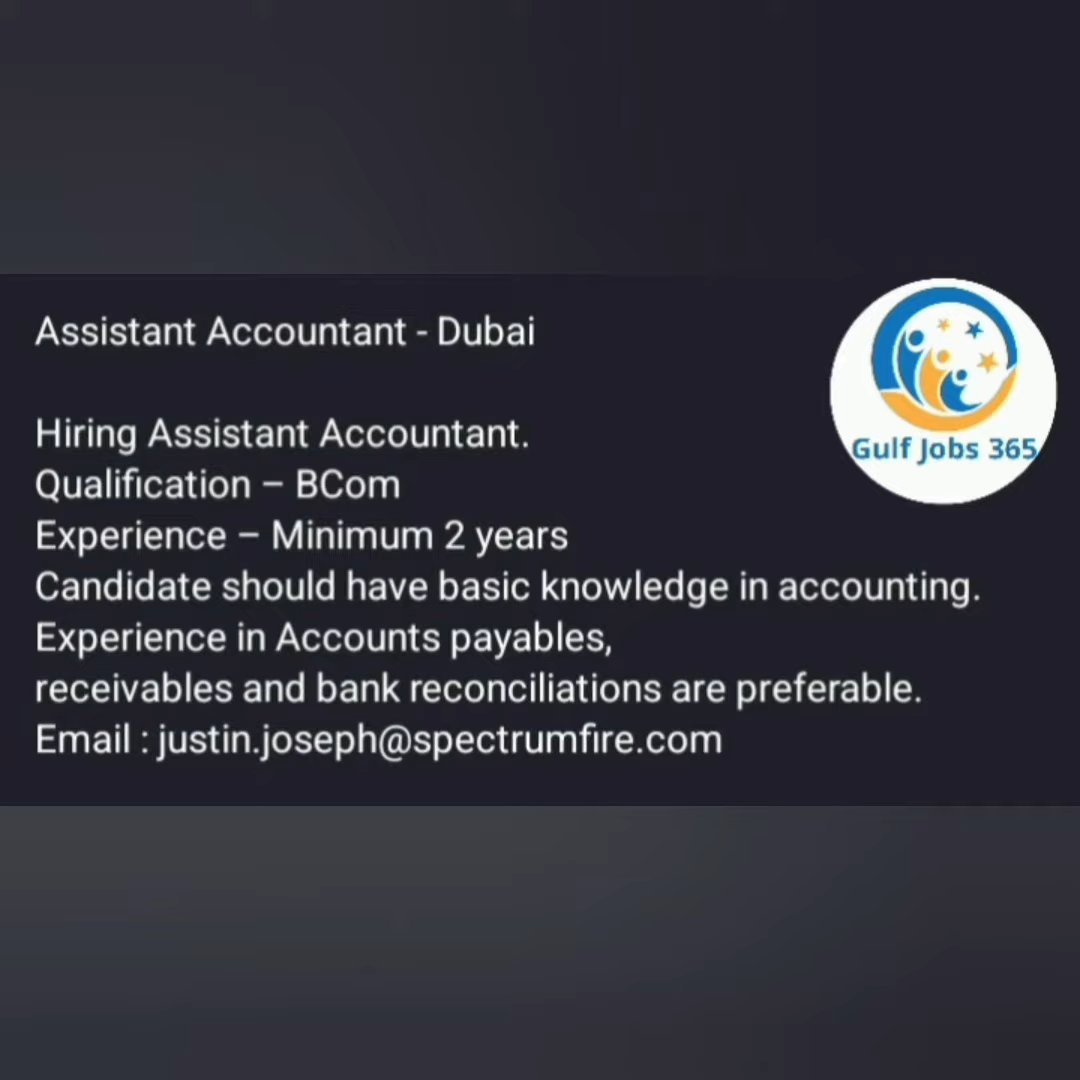 Assistant Accountant - Dubai
Hiring Assistant Accountant.
Qualification – BCom
Experience – Minimum 2 years
Candidate should have basic knowledge in accounting.
Experience in Accounts payables,
receivables and bank reconciliations are preferable.
Email : justin.joseph@spectrumfire.com
Gulf Jobs 365